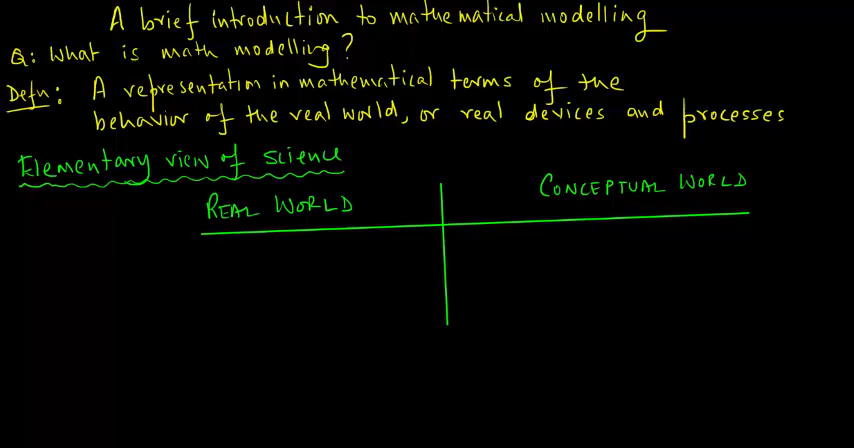 A brief introduction to mathematical modelling
Q: What is math modelling?
Defn: A representation in mathematical terms of the
behavior of the real world, or real devices and processes
Elementary view of science
REAL WORLD
CONCEPTUAL WORLD